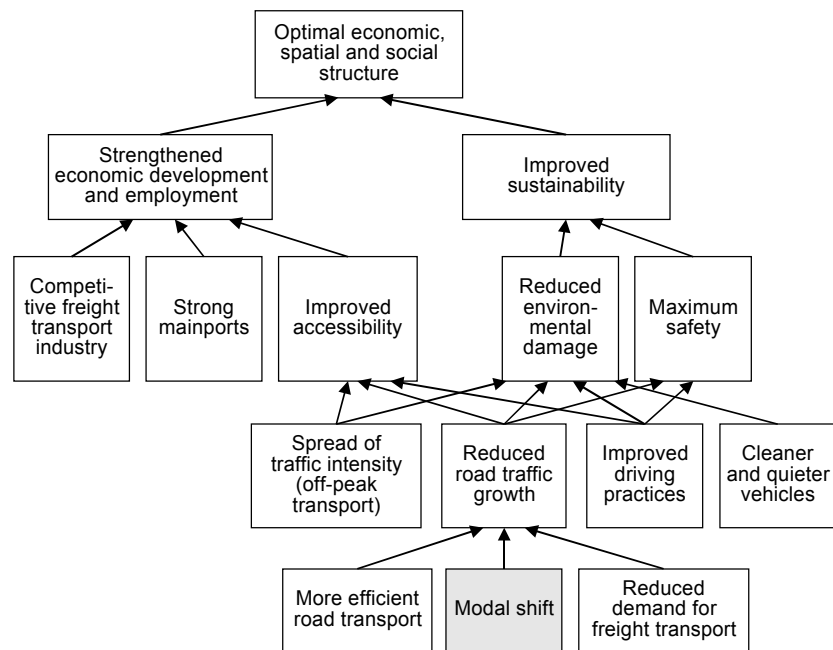 Optimal economic,
spatial and social
structure
Strengthened
economic development
and employment
Improved
sustainability
Competi-
tive freight
transport
industry
Strong
mainports
Improved
accessibility
Reduced
environ-
mental
damage
Maximum
safety
Spread of
traffic intensity
(off-peak
transport)
Reduced
road traffic
growth
Improved
driving
practices
Cleaner
and quieter
vehicles
More efficient
road transport
Modal shift
Reduced
demand for
freight transport